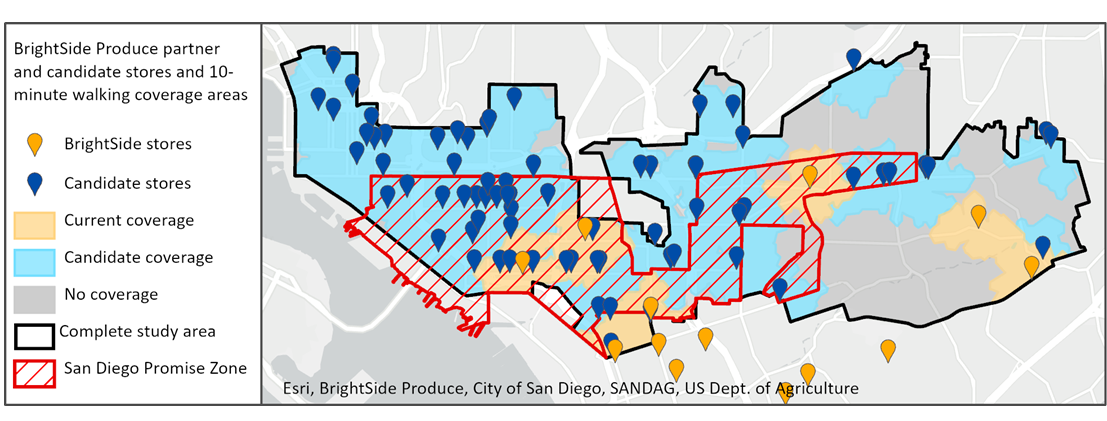 BrightSide Produce partner
and candidate stores and 10-
minute walking coverage areas
BrightSide stores
Candidate stores
Current coverage
Candidate coverage
No coverage
Complete study area
San Diego Promise Zone
Esri, BrightSide Produce, City of San Diego, SANDAG, US Dept. of Agriculture